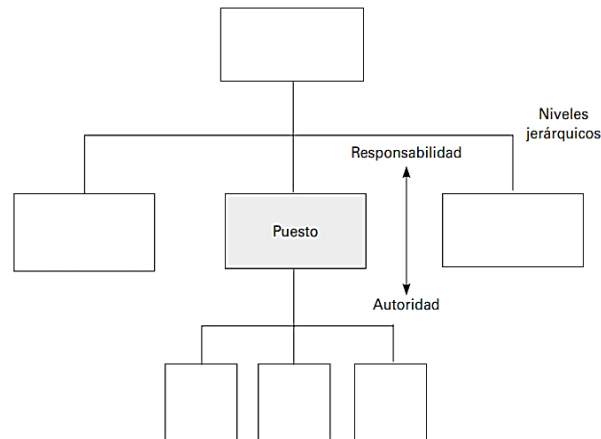 Niveles
jerárquicos
Responsabilidad
Puesto
Autoridad